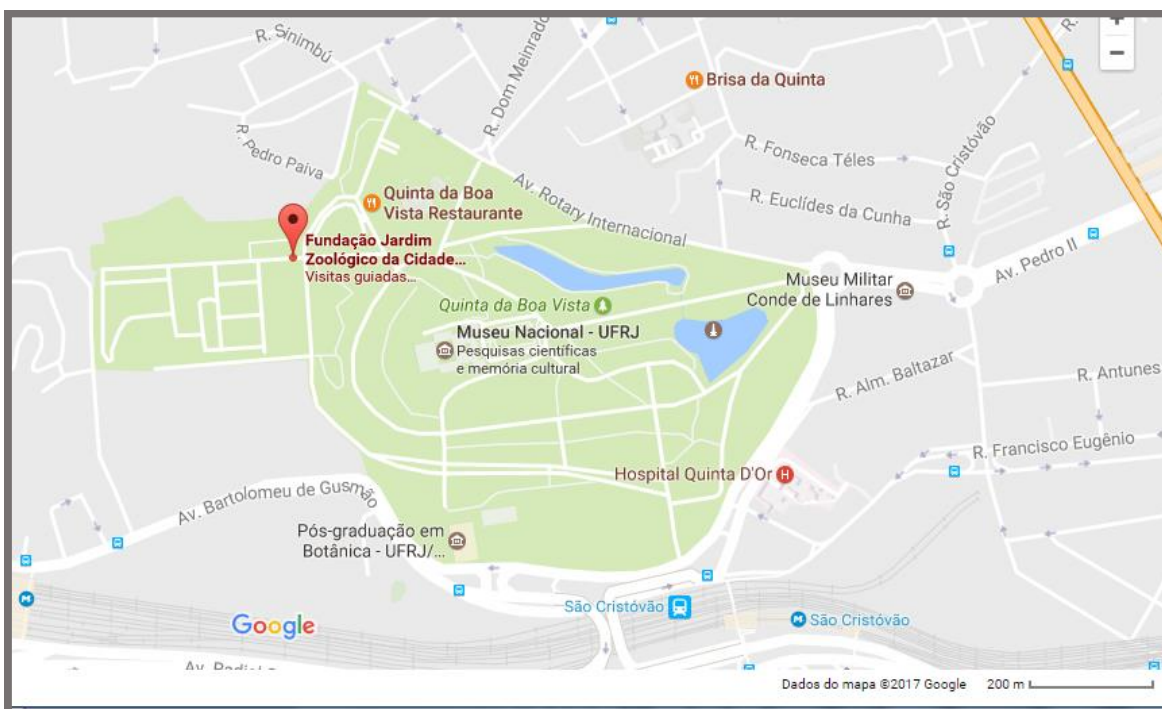 R. Sinimbú
R. Dom Meinrado
R.
Brisa da Quinta
R. Pedro Paiva
R. Fonseca Téles
R. São Cristóvão
Quinta da Boa
Vista Restaurante
Av. Rotary Internacional
R. Euclídes da Cunha
Fundação Jardim
Zoológico da Cidade...
Visitas guiadas...
Av. Pedro II
Museu Militar
Conde de Linhares
Quinta da Boa Vista
Museu Nacional - UFRJ
Pesquisas científicas
e memória cultural
R. Alm. Baltazar
R. Antunes
R. Francisco Eugênio
Hospital Quinta D'Or
H
Av. Bartolomeu de Gusmão
Pós-graduação em
Botânica - UFRJ/...
São Cristóvão
São Cristóvão
Google
Dados do mapa ©2017 Google
200 m